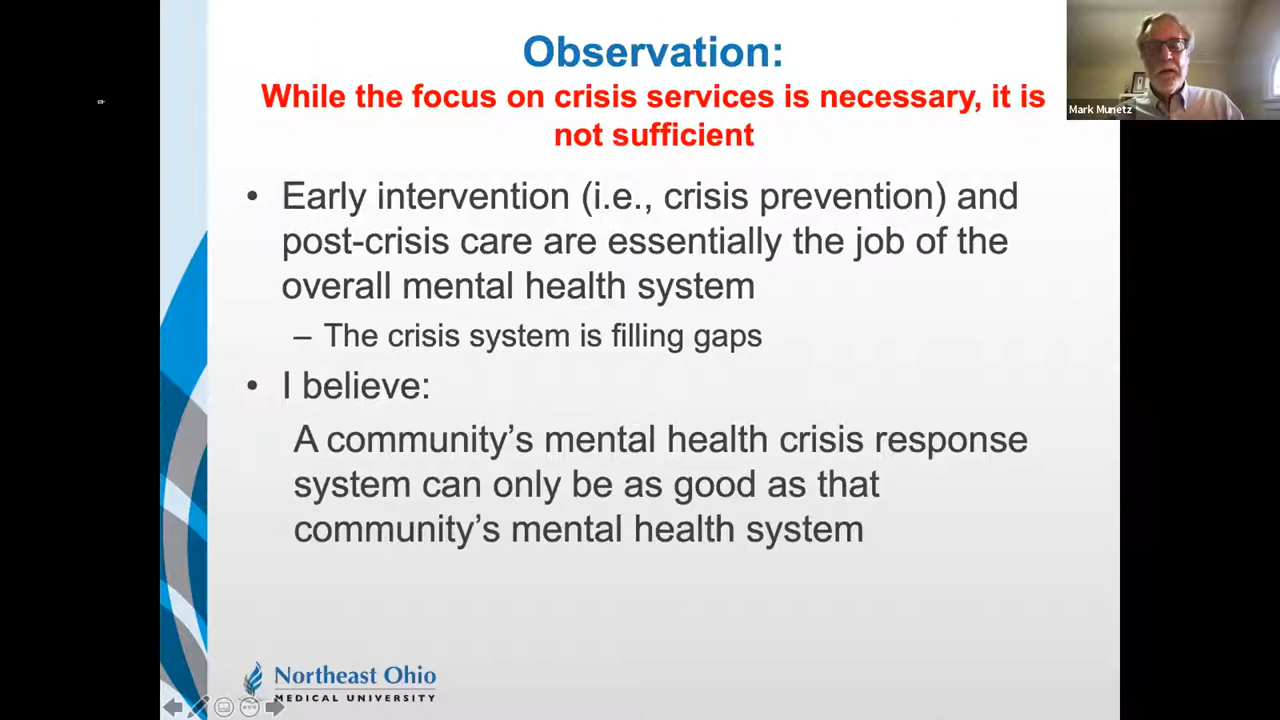 Observation:
While the focus on crisis services is necessary, it is
not sufficient
Mark Munetz
• Early intervention (i.e., crisis prevention) and
post-crisis care are essentially the job of the
overall mental health system
– The crisis system is filling gaps
• I believe:
A community’s mental health crisis response
system can only be as good as that
community’s mental health system
Northeast Ohio
MEDICAL UNIVERSITY